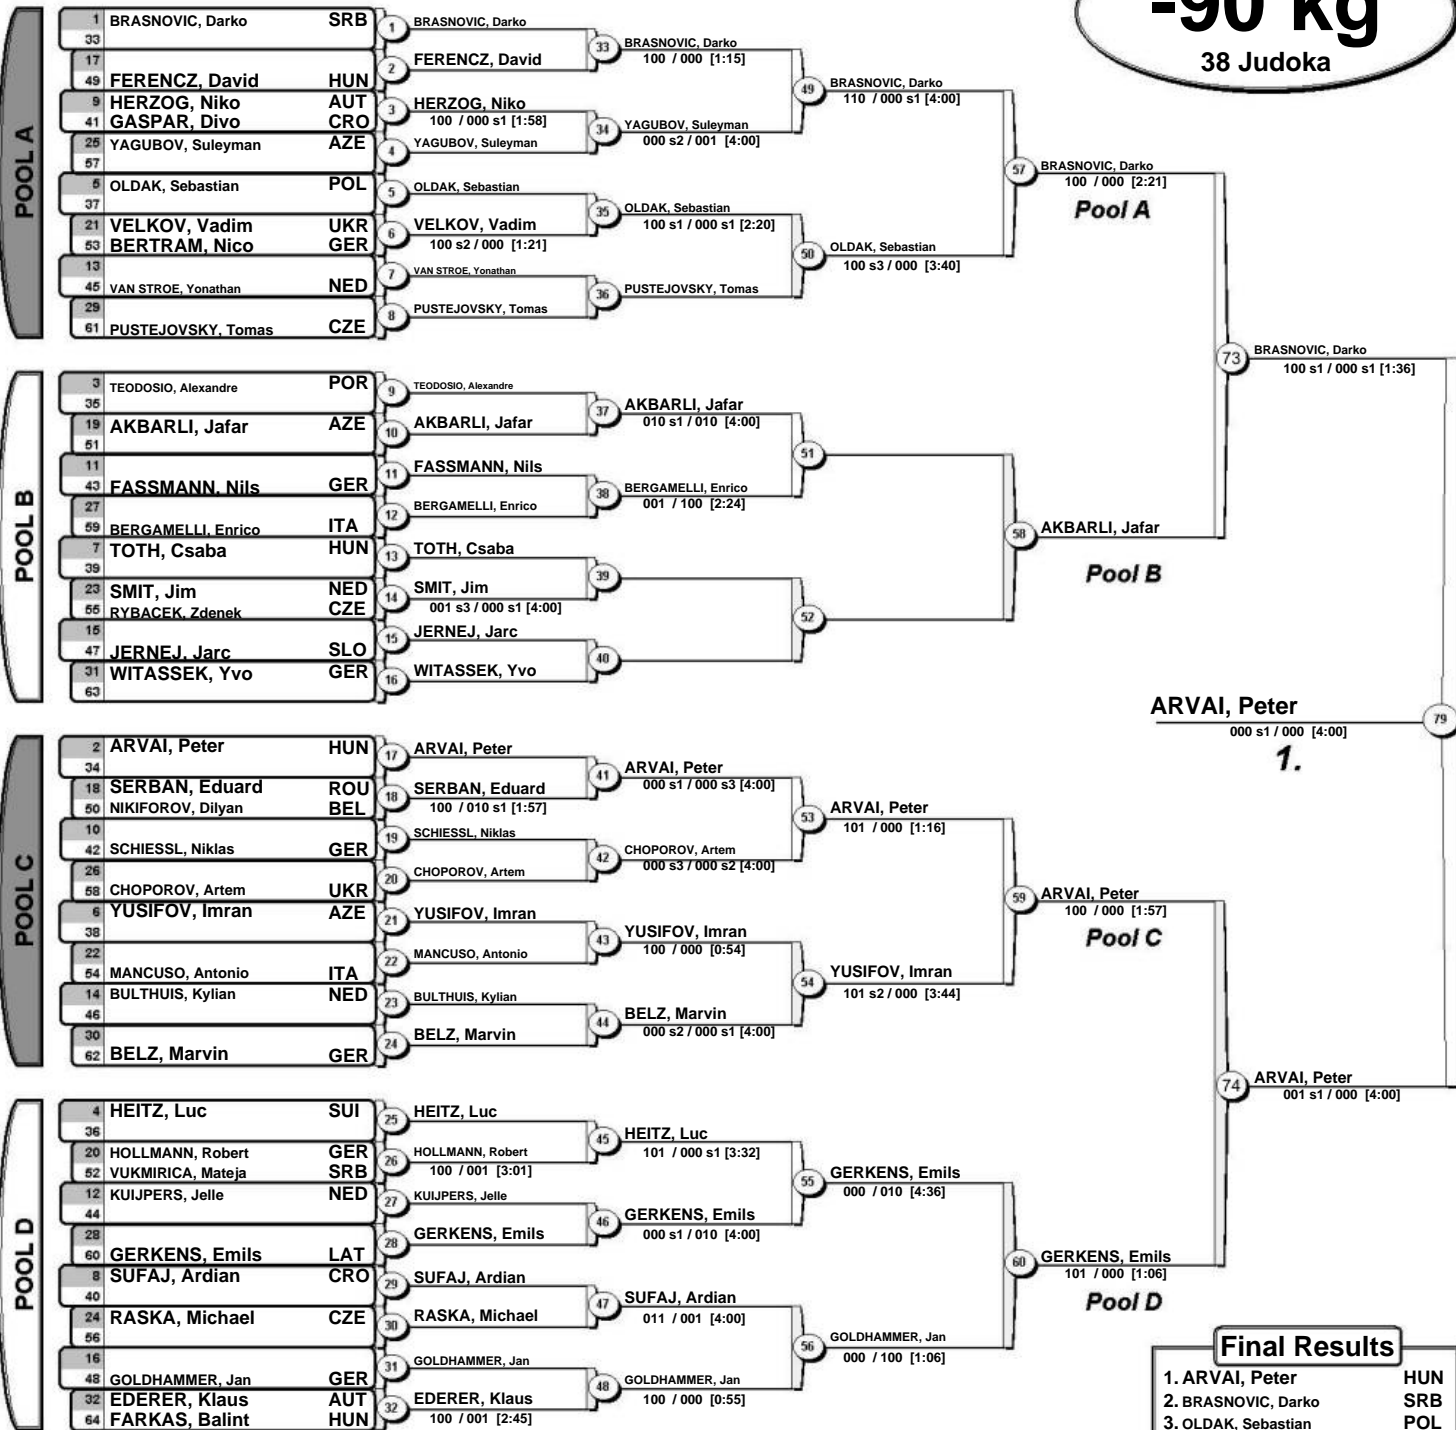 -90 kg
38 Judoka
POOL A
1 BRASNOVIC, Darko SRB
33
17
49 FERENCZ, David HUN
9 HERZOG, Niko AUT
41 GASPAR, Divo CRO
25 YAGUBOV, Suleyman AZE
57
5 OLDAK, Sebastian POL
37
21 VELKOV, Vadim UKR
53 BERTRAM, Nico GER
13
45 VAN STROE, Yonathan NED
29
61 PUSTEJOVSKY, Tomas CZE
1 BRASNOVIC, Darko
2 FERENCZ, David
3 HERZOG, Niko
100 / 000 s1 [1:58]
4 YAGUBOV, Suleyman
5 OLDAK, Sebastian
6 VELKOV, Vadim
100 s2 / 000 [1:21]
7 VAN STROE, Yonathan
8 PUSTEJOVSKY, Tomas
33 BRASNOVIC, Darko
100 / 000 [1:15]
34 YAGUBOV, Suleyman
000 s2 / 001 [4:00]
35 OLDAK, Sebastian
100 s1 / 000 s1 [2:20]
36 PUSTEJOVSKY, Tomas
49 BRASNOVIC, Darko
110 / 000 s1 [4:00]
50 OLDAK, Sebastian
100 s3 / 000 [3:40]
57 BRASNOVIC, Darko
100 / 000 [2:21]
Pool A
POOL B
3 TEODOSIO, Alexandre POR
35
19 AKBARLI, Jafar AZE
51
11
43 FASSMANN, Nils GER
27
59 BERGAMELLI, Enrico ITA
7 TOTH, Csaba HUN
39
23 SMIT, Jim NED
55 RYBACEK, Zdenek CZE
15
47 JERNEJ, Jarc SLO
31 WITASSEK, Yvo GER
63
9 TEODOSIO, Alexandre
10 AKBARLI, Jafar
11 FASSMANN, Nils
12 BERGAMELLI, Enrico
13 TOTH, Csaba
14 SMIT, Jim
001 s3 / 000 s1 [4:00]
15 JERNEJ, Jarc
16 WITASSEK, Yvo
37 AKBARLI, Jafar
010 s1 / 010 [4:00]
38 BERGAMELLI, Enrico
001 / 100 [2:24]
39
40
51
52
58 AKBARLI, Jafar
Pool B
73 BRASNOVIC, Darko
100 s1 / 000 s1 [1:36]
POOL C
2 ARVAI, Peter HUN
34
18 SERBAN, Eduard ROU
50 NIKIFOROV, Dilyan BEL
10
42 SCHIESSL, Niklas GER
26
58 CHOPOROV, Artem UKR
6 YUSIFOV, Imran AZE
38
22
54 MANCUSO, Antonio ITA
14 BULTHUIS, Kylian NED
46
30
62 BELZ, Marvin GER
17 ARVAI, Peter
18 SERBAN, Eduard
100 / 010 s1 [1:57]
19 SCHIESSL, Niklas
20 CHOPOROV, Artem
21 YUSIFOV, Imran
22 MANCUSO, Antonio
23 BULTHUIS, Kylian
24 BELZ, Marvin
41 ARVAI, Peter
000 s1 / 000 s3 [4:00]
42 CHOPOROV, Artem
000 s3 / 000 s2 [4:00]
43 YUSIFOV, Imran
100 / 000 [0:54]
44 BELZ, Marvin
000 s2 / 000 s1 [4:00]
53 ARVAI, Peter
101 / 000 [1:16]
54 YUSIFOV, Imran
101 s2 / 000 [3:44]
59 ARVAI, Peter
100 / 000 [1:57]
Pool C
POOL D
4 HEITZ, Luc SUI
36
20 HOLLMANN, Robert GER
52 VUKMIRICA, Mateja SRB
12 KUIJPERS, Jelle NED
44
28
60 GERKENS, Emils LAT
8 SUFAJ, Ardian CRO
40
24 RASKA, Michael CZE
56
16
48 GOLDHAMMER, Jan GER
32 EDERER, Klaus AUT
64 FARKAS, Balint HUN
25 HEITZ, Luc
26 HOLLMANN, Robert
100 / 001 [3:01]
27 KUIJPERS, Jelle
28 GERKENS, Emils
29 SUFAJ, Ardian
30 RASKA, Michael
31 GOLDHAMMER, Jan
32 EDERER, Klaus
100 / 001 [2:45]
45 HEITZ, Luc
101 / 000 s1 [3:32]
46 GERKENS, Emils
000 s1 / 010 [4:00]
47 SUFAJ, Ardian
011 / 001 [4:00]
48 GOLDHAMMER, Jan
100 / 000 [0:55]
55 GERKENS, Emils
000 / 010 [4:36]
56 GOLDHAMMER, Jan
000 / 100 [1:06]
60 GERKENS, Emils
101 / 000 [1:06]
Pool D
74 ARVAI, Peter
001 s1 / 000 [4:00]
ARVAI, Peter 79
000 s1 / 000 [4:00]
1.
Final Results
1. ARVAI, Peter HUN
2. BRASNOVIC, Darko SRB
3. OLDAK, Sebastian POL